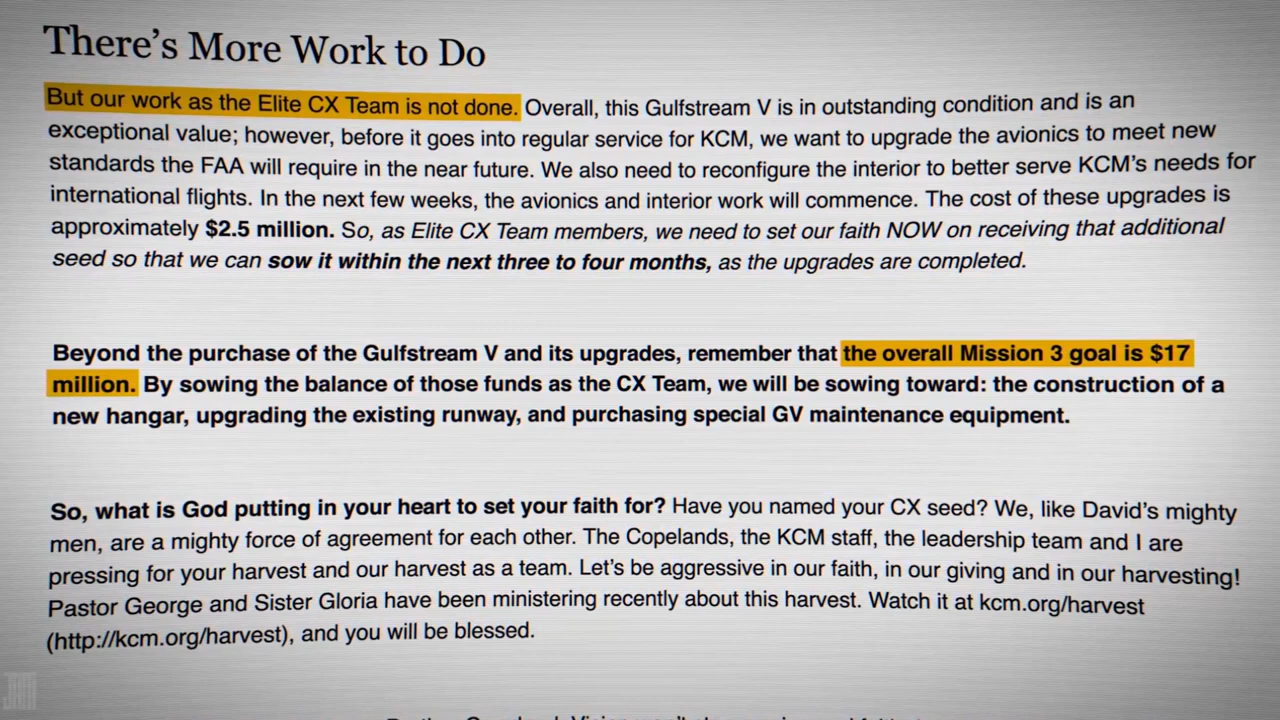 There's More Work to Do
But our work as the Elite CX Team is not done. Overall, this Gulfstream V is in outstanding condition and is an
exceptional value; however, before it goes into regular service for KCM, we want to upgrade the avionics to meet new
standards the FAA will require in the near future. We also need to reconfigure the interior to better serve KCM's needs for
international flights. In the next few weeks, the avionics and interior work will commence. The cost of these upgrades is
approximately $2.5 million. So, as Elite CX Team members, we need to set our faith NOW on receiving that additional
seed so that we can sow it within the next three to four months, as the upgrades are completed.
Beyond the purchase of the Gulfstream V and its upgrades, remember that the overall Mission 3 goal is $17
million. By sowing the balance of those funds as the CX Team, we will be sowing toward: the construction of a
new hangar, upgrading the existing runway, and purchasing special GV maintenance equipment.
So, what is God putting in your heart to set your faith for? Have you named your CX seed? We, like David's mighty
men, are a mighty force of agreement for each other. The Copelands, the KCM staff, the leadership team and I are
pressing for your harvest and our harvest as a team. Let's be aggressive in our faith, in our giving and in our harvesting!
Pastor George and Sister Gloria have been ministering recently about this harvest. Watch it at kcm.org/harvest
(http://kcm.org/harvest), and you will be blessed.